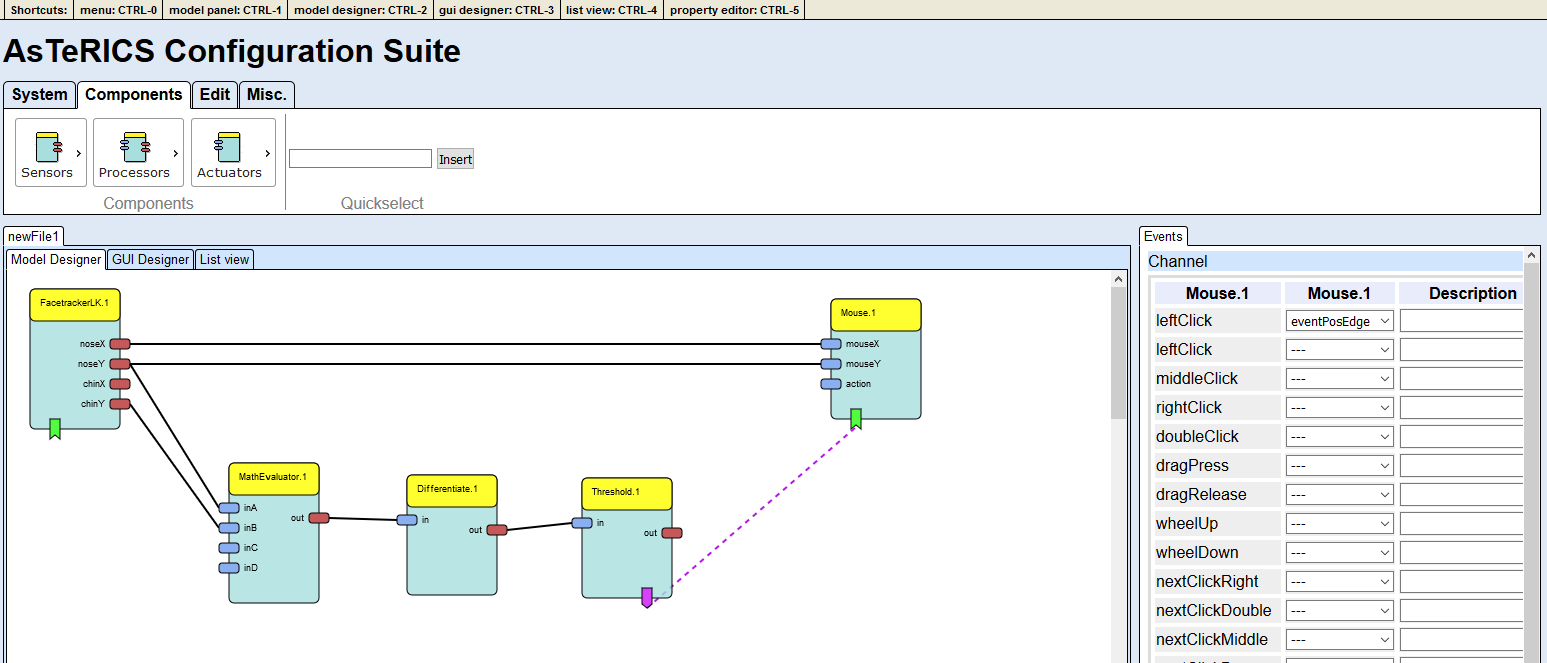 Shortcuts: menu: CTRL-0 model panel: CTRL-1 model designer: CTRL-2 gui designer: CTRL-3 list view: CTRL-4 property editor: CTRL-5
AsTeRICS Configuration Suite
System Components Edit Misc.
Sensors Processors Actuators Insert
Components Quickselect
newFile1
Model Designer GUI Designer List view
FacetrackerLK.1
noseX
noseY
chinX
chinY
Mouse.1
mouseX
mouseY
action
MathEvaluator.1
inA
out
inB
inC
inD
Differentiate.1
in
out
Threshold.1
in
out
Events
Channel
Mouse.1 Mouse.1 Description
leftClick eventPosEdge
leftClick ---
middleClick ---
rightClick ---
doubleClick ---
dragPress ---
dragRelease ---
wheelUp ---
wheelDown ---
nextClickRight ---
nextClickDouble ---
nextClickMiddle ---